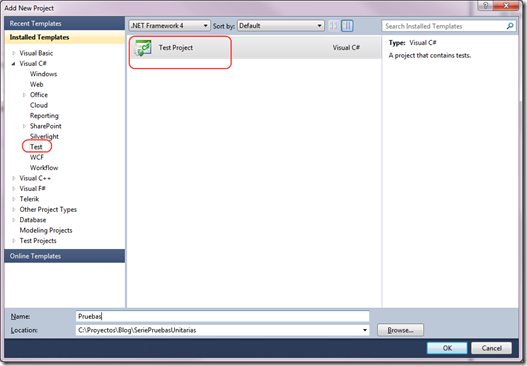 Add New Project
Recent Templates
Installed Templates
Visual Basic
Visual C#
Windows
Web
Office
Cloud
Reporting
SharePoint
Silverlight
Test
WCF
Workflow
Visual C++
Visual F#
Telerik
Other Project Types
Database
Modeling Projects
Test Projects
Online Templates
.NET Framework 4 Sort by: Default
Test Project Visual C#
Search Installed Templates
Type: Visual C#
A project that contains tests.
Name: Pruebas
Location: C:\Proyectos\Blog\SeriePruebasUnitarias Browse...
OK Cancel